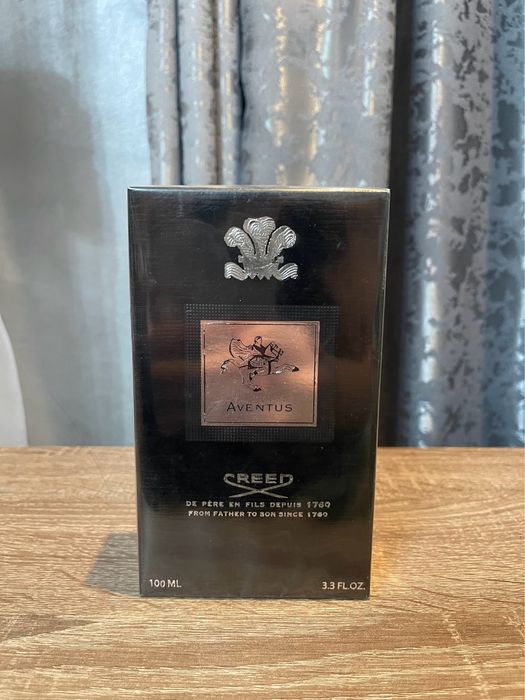 AVENTUS
CREED
DE PÈRE EN FILS DEPUIS 1760
FROM FATHER TO SON SINCE 1760
100 ML
3.3 FL.OZ.